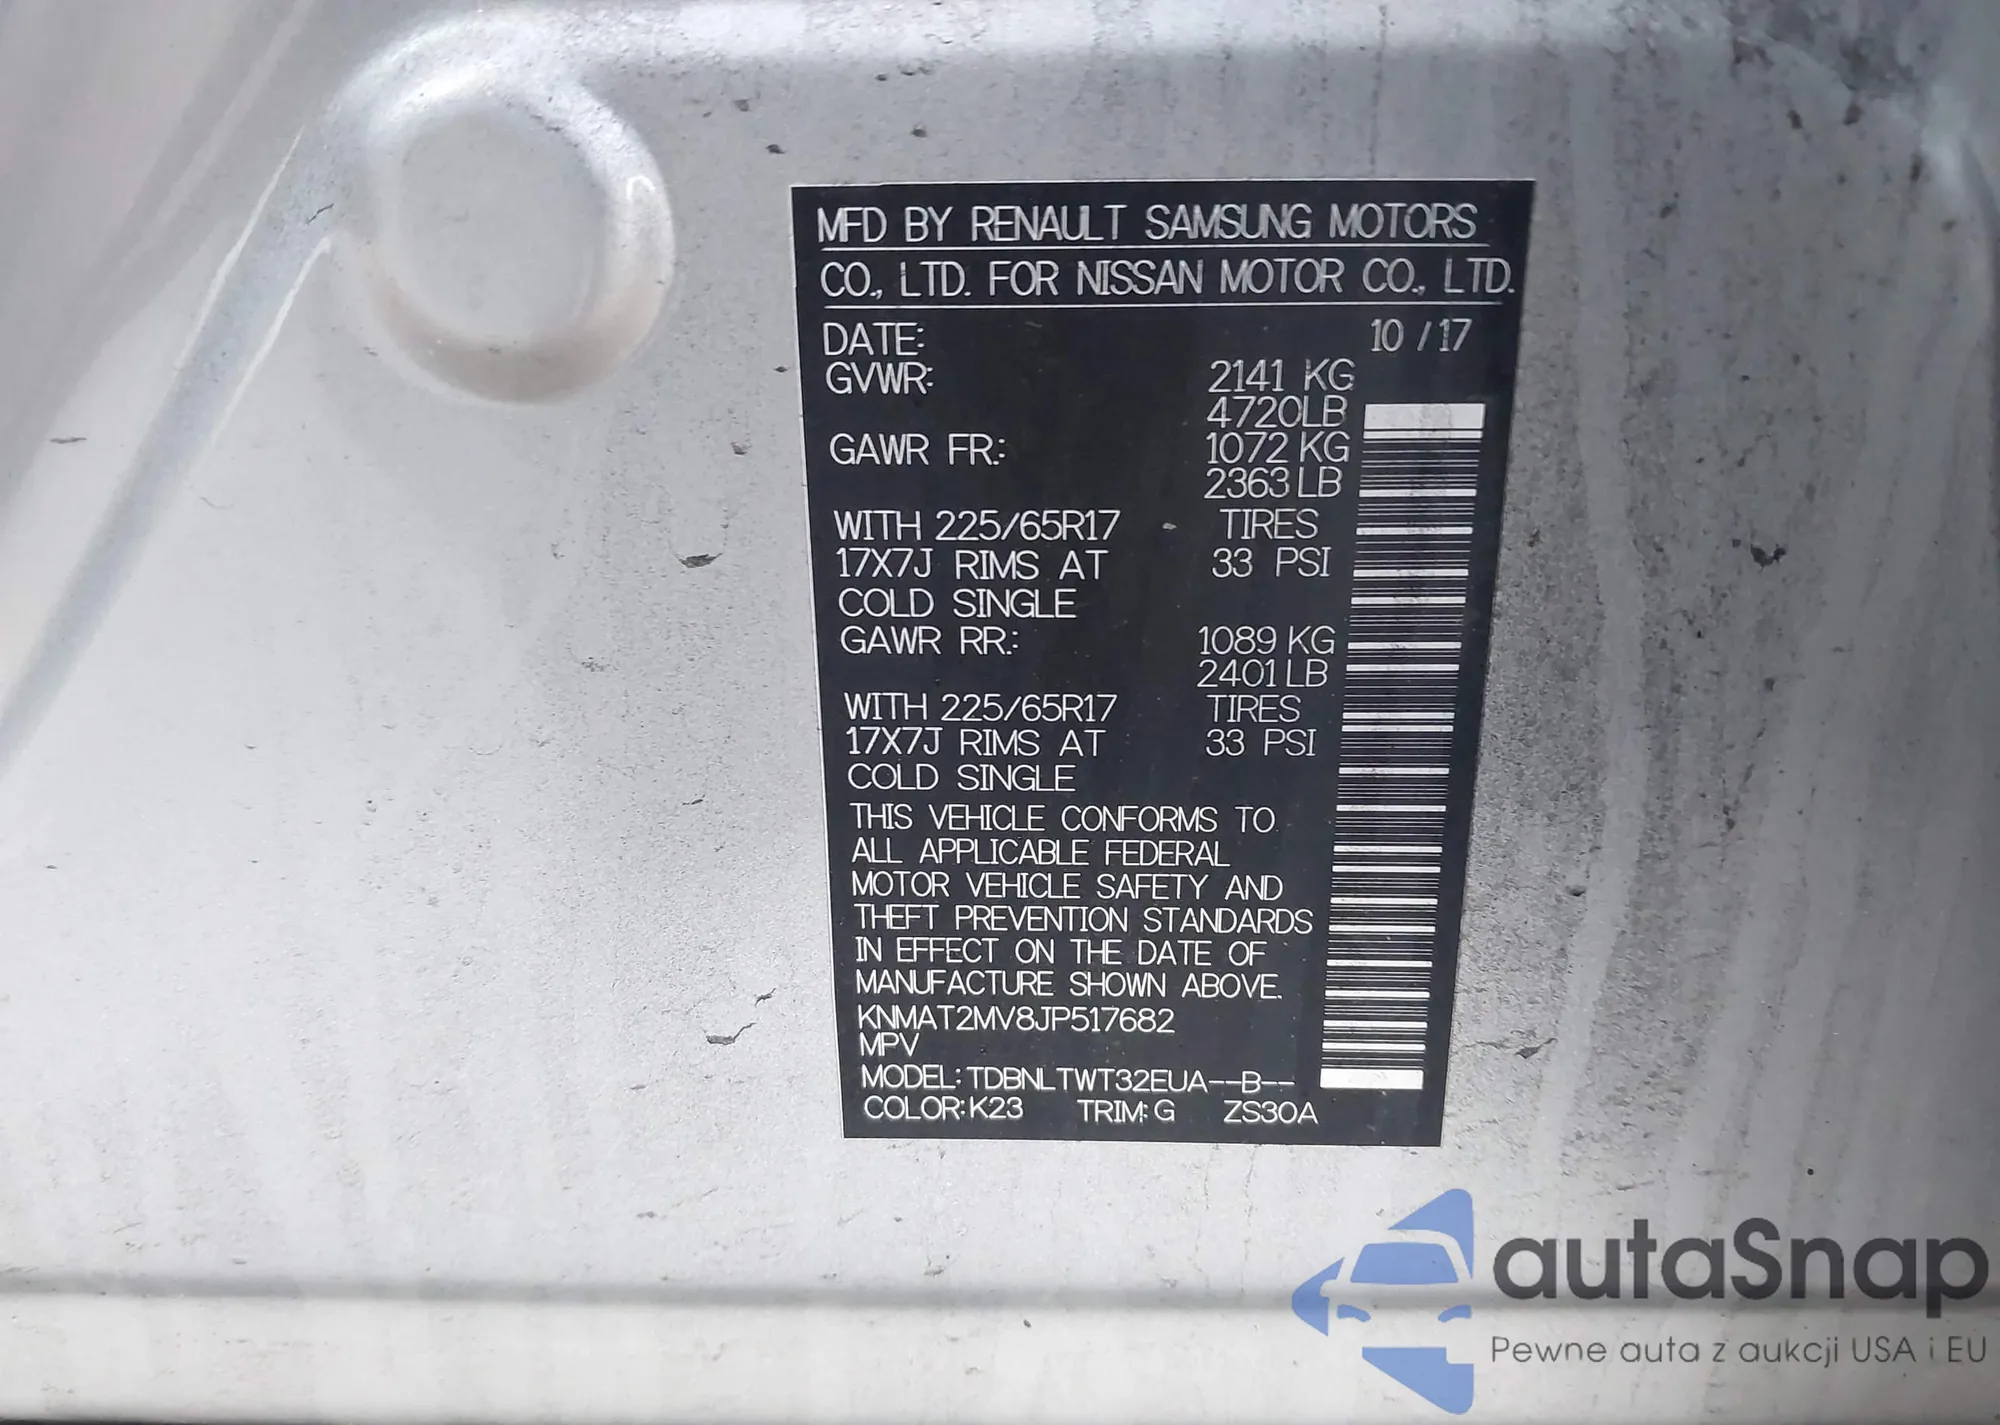 MFD BY RENAULT SAMSUNG MOTORS
CO., LTD. FOR NISSAN MOTOR CO., LTD.
DATE: 10 / 17
GVWR: 2141 KG
4720LB
GAWR FR.: 1072 KG
2363 LB
WITH 225/65R17 TIRES
17X7J RIMS AT 33 PSI
COLD SINGLE
GAWR RR.: 1089 KG
2401 LB
WITH 225/65R17 TIRES
17X7J RIMS AT 33 PSI
COLD SINGLE
THIS VEHICLE CONFORMS TO
ALL APPLICABLE FEDERAL
MOTOR VEHICLE SAFETY AND
THEFT PREVENTION STANDARDS
IN EFFECT ON THE DATE OF
MANUFACTURE SHOWN ABOVE.
KNMAT2MV8JP517682
MPV
MODEL: TDBNLTWT32EUA--B--
COLOR: K23 TRIM: G ZS30A
autaSnap
Pewne auta z aukcji USA i EU